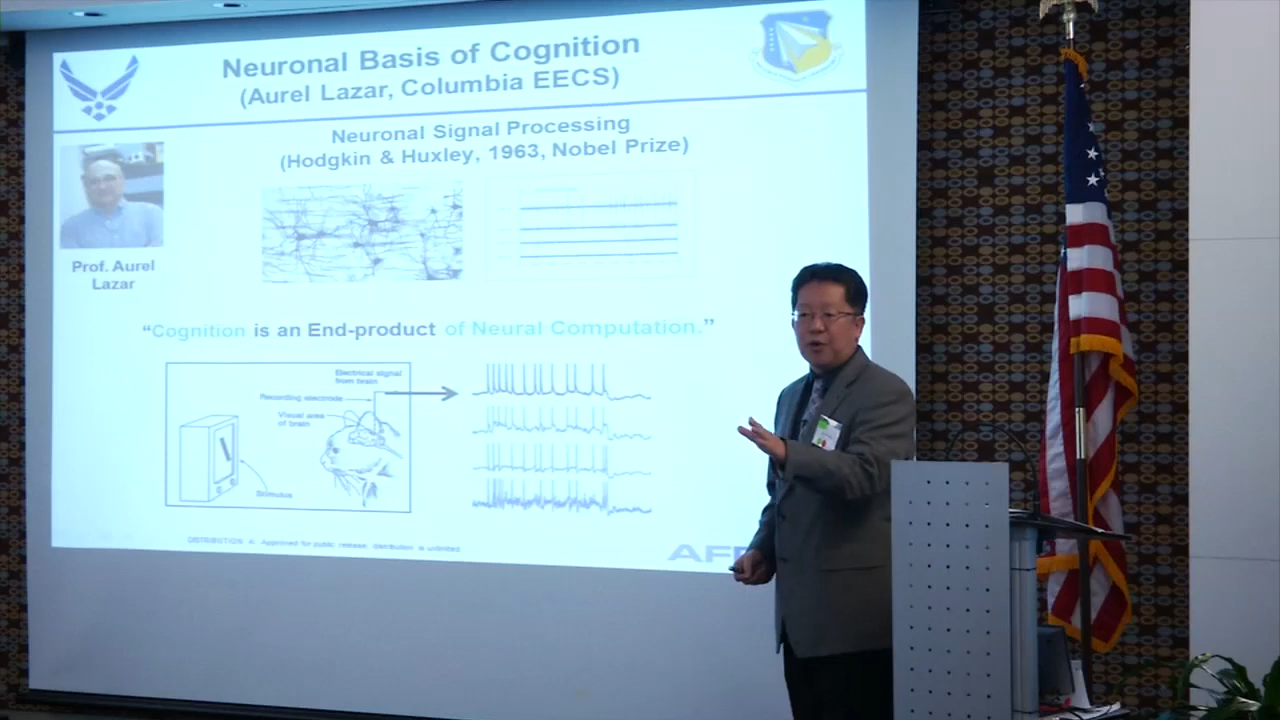 Neuronal Basis of Cognition
(Aurel Lazar, Columbia EECS)
Neuronal Signal Processing
(Hodgkin & Huxley, 1963, Nobel Prize)
Prof. Aurel
Lazar
“Cognition is an End-product of Neural Computation.”
Electrical signal
from brain
Recording electrode
Visual area
of brain
Stimulus
DISTRIBUTION A. Approved for public release; distribution is unlimited
AF